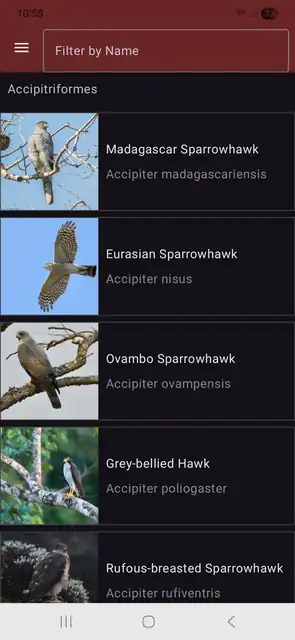 10:58
73
Filter by Name
Accipitriformes
Madagascar Sparrowhawk
Accipiter madagascariensis
Eurasian Sparrowhawk
Accipiter nisus
Ovambo Sparrowhawk
Accipiter ovampensis
Grey-bellied Hawk
Accipiter poliogaster
Rufous-breasted Sparrowhawk
Accipiter rufiventris